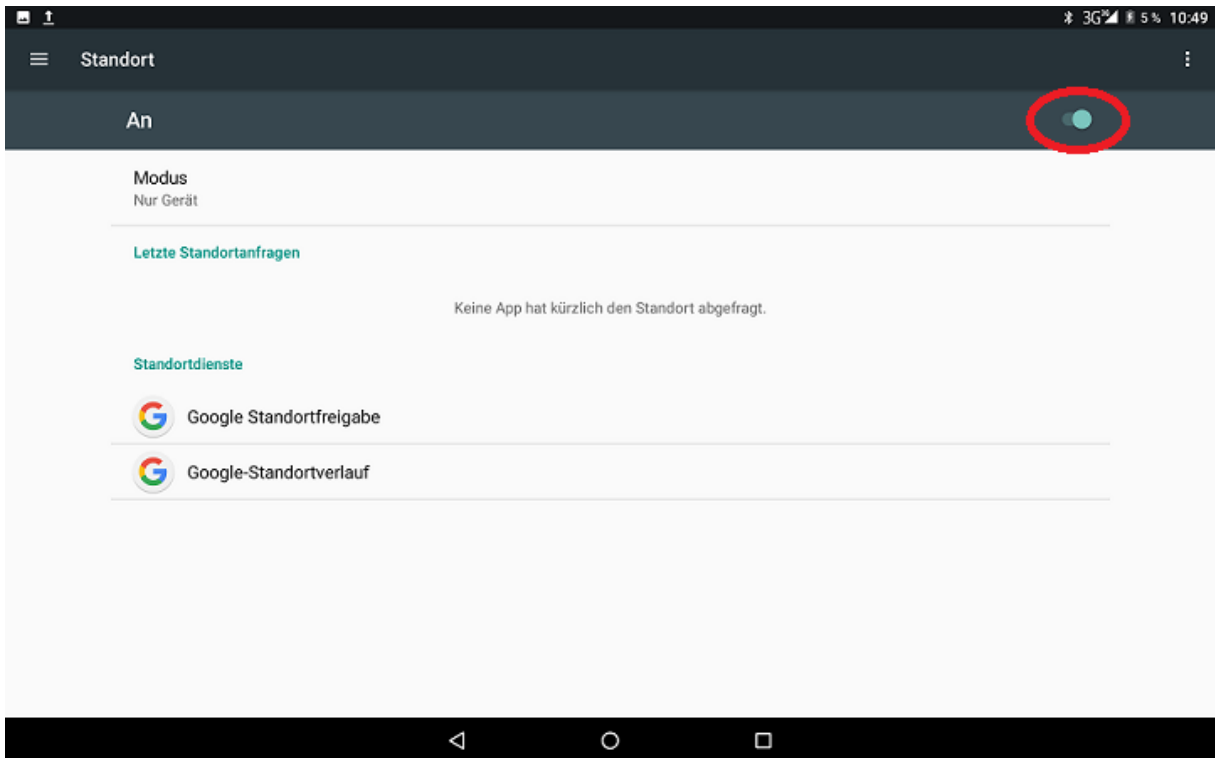 3G 3G 5 % 10:49
Standort
An
Modus
Nur Gerät
Letzte Standortanfragen
Keine App hat kürzlich den Standort abgefragt.
Standortdienste
Google Standortfreigabe
Google-Standortverlauf